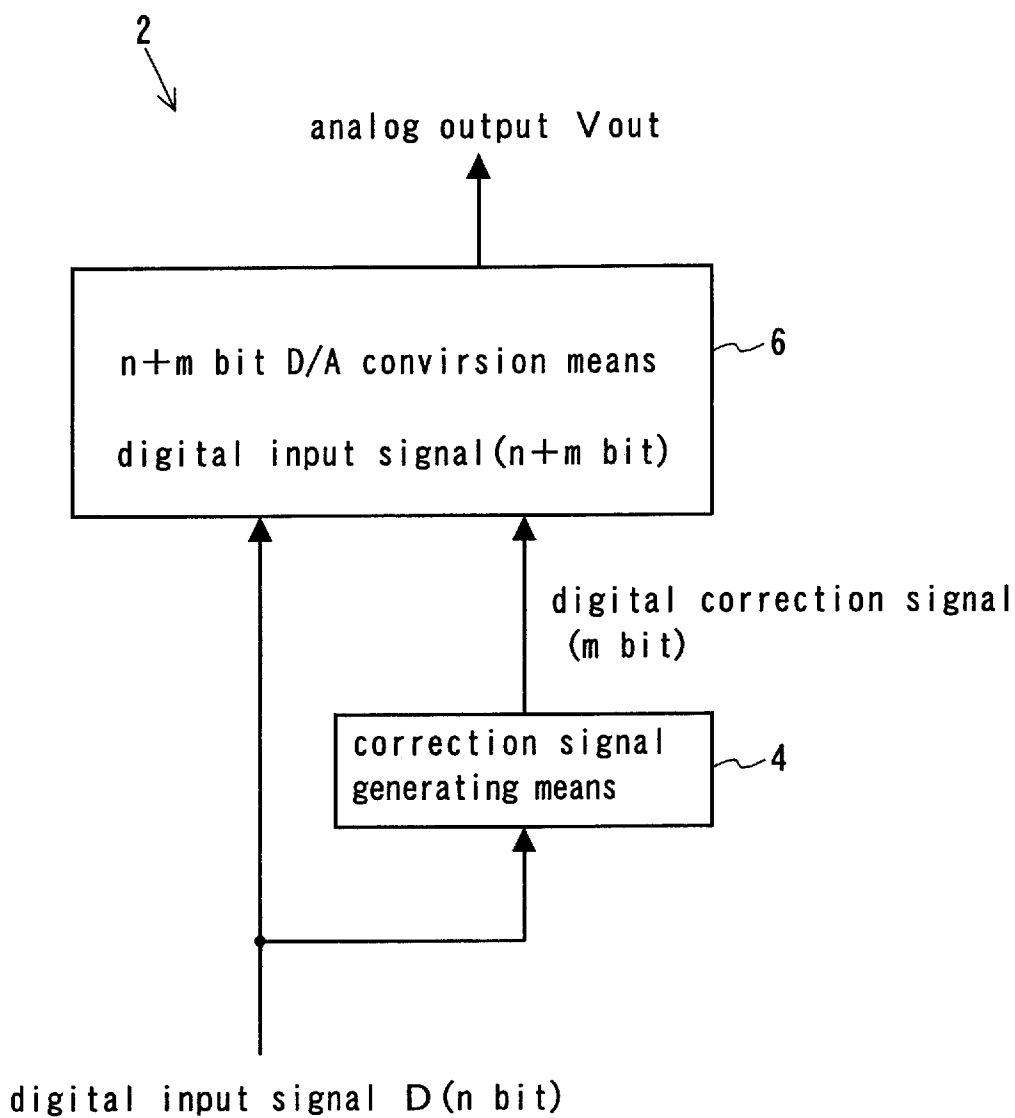 2
analog output Vout
n+m bit D/A convirsion means
6
digital input signal(n+m bit)
digital correction signal
(m bit)
correction signal
generating means
4
digital input signal D(n bit)